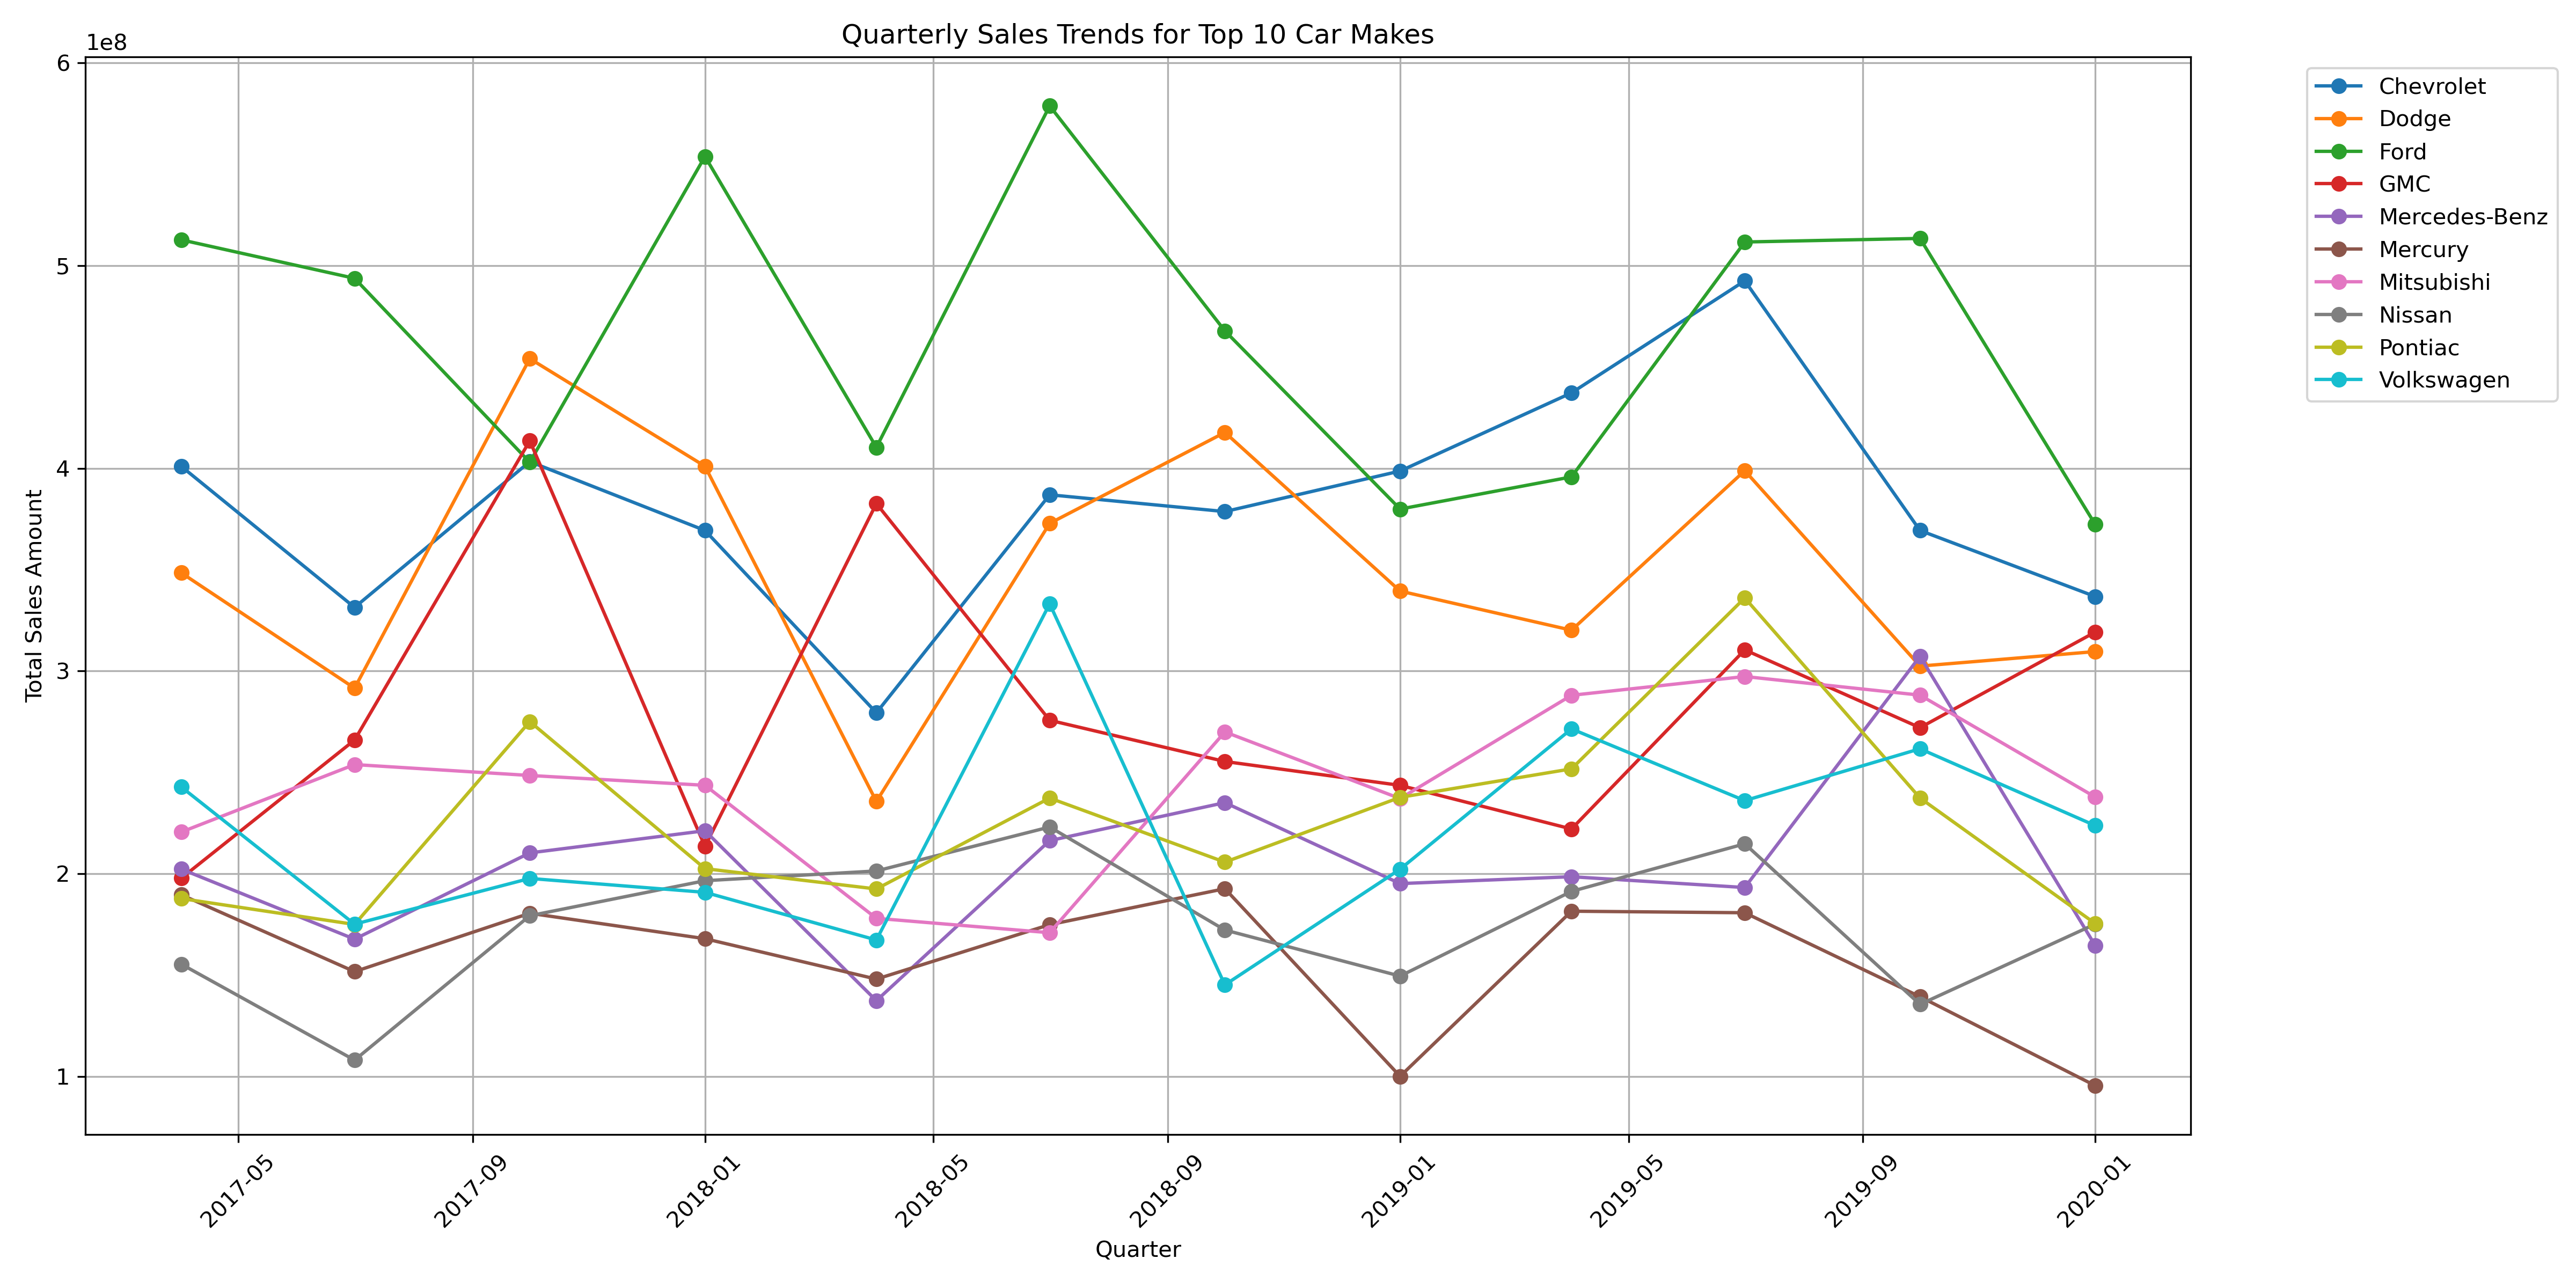 Quarterly Sales Trends for Top 10 Car Makes
1e8
6
5
4
3
2
1
Total Sales Amount
2017-05
2017-09
2018-01
2018-05
2018-09
2019-01
2019-05
2019-09
2020-01
Quarter
Chevrolet
Dodge
Ford
GMC
Mercedes-Benz
Mercury
Mitsubishi
Nissan
Pontiac
Volkswagen